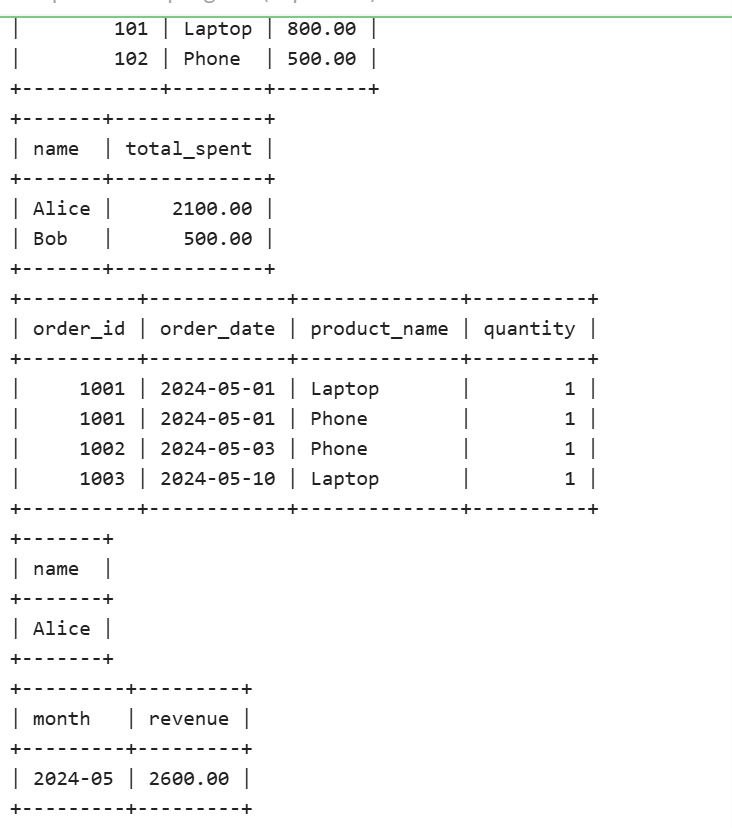 |        101 | Laptop | 800.00 |
|        102 | Phone  | 500.00 |
+------------+--------+--------+
+-------+-------------+
| name  | total_spent |
+-------+-------------+
| Alice |     2100.00 |
| Bob   |      500.00 |
+-------+-------------+
+----------+------------+--------------+----------+
| order_id | order_date | product_name | quantity |
+----------+------------+--------------+----------+
|     1001 | 2024-05-01 | Laptop       |        1 |
|     1001 | 2024-05-01 | Phone        |        1 |
|     1002 | 2024-05-03 | Phone        |        1 |
|     1003 | 2024-05-10 | Laptop       |        1 |
+----------+------------+--------------+----------+
+-------+
| name  |
+-------+
| Alice |
+-------+
+---------+---------+
| month   | revenue |
+---------+---------+
| 2024-05 | 2600.00 |
+---------+---------+